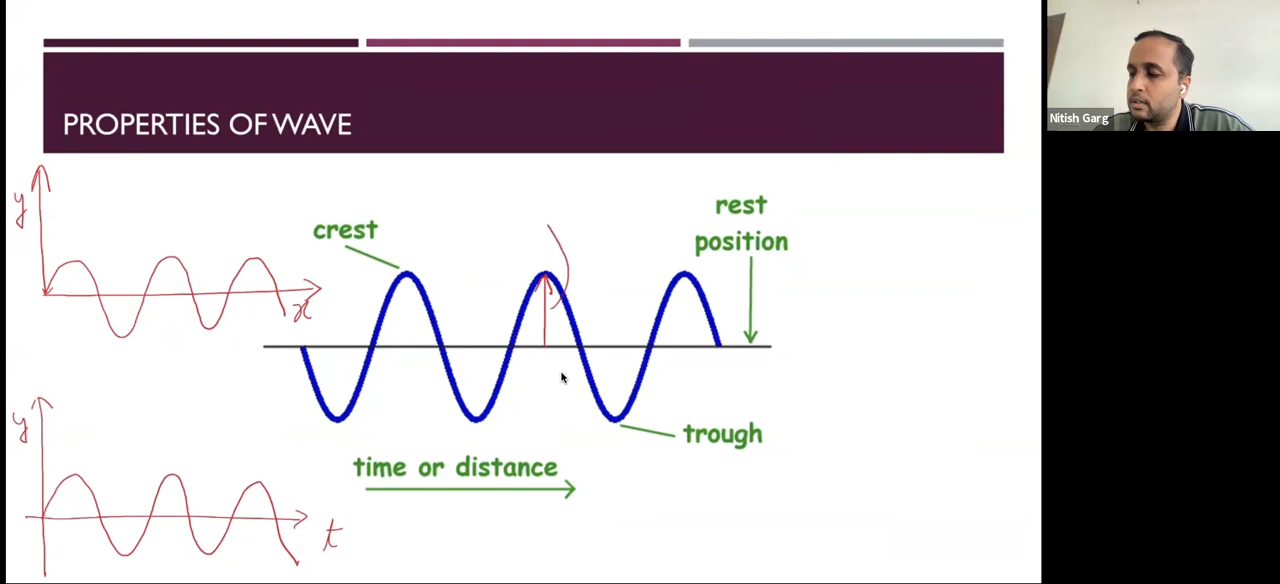 PROPERTIES OF WAVE
Nitish Garg
y
x
crest
rest
position
trough
time or distance
y
t